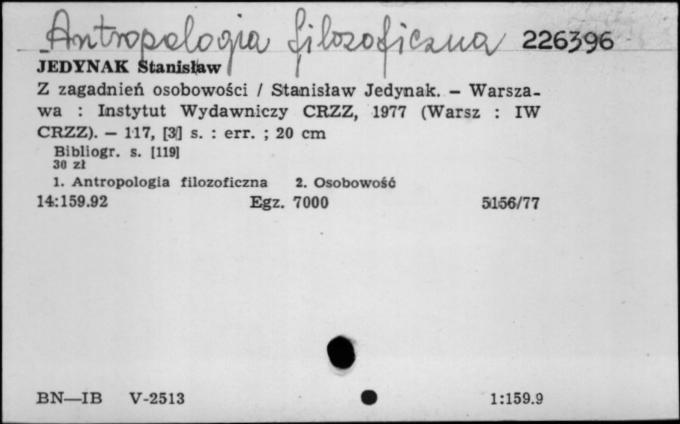 Antropologia filozoficzna 226396
JEDYNAK Stanisław
Z zagadnień osobowości / Stanisław Jedynak. – Warsza-
wa : Instytut Wydawniczy CRZZ, 1977 (Warsz : IW
CRZZ). – 117, [3] s. : err. ; 20 cm
Bibliogr. s. [119]
30 zł
1. Antropologia filozoficzna 2. Osobowość
14:159.92 Egz. 7000 5156/77
BN—IB V-2513 1:159.9